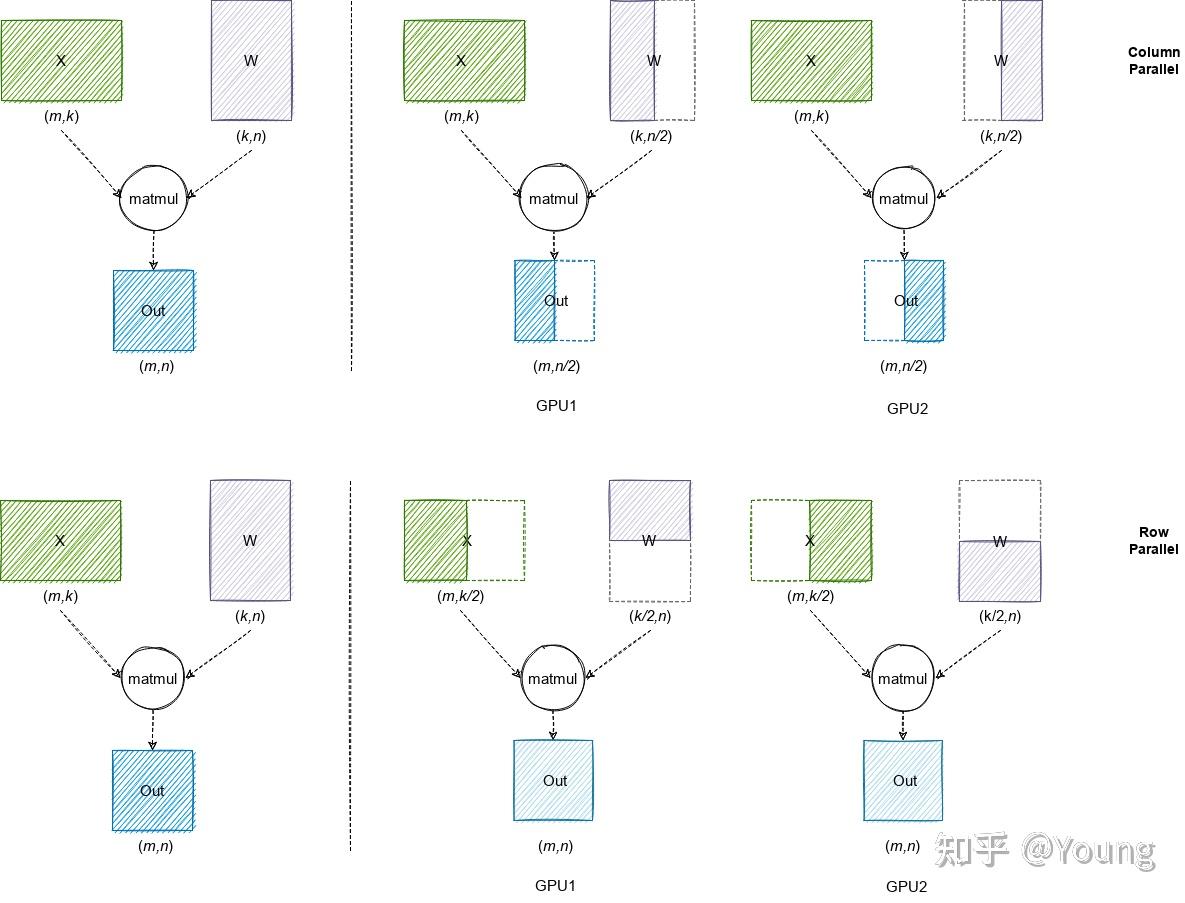 X
W
X
W
X
W
Column
Parallel
(m,k)
(k,n)
(m,k)
(k,n/2)
(m,k)
(k,n/2)
matmul
matmul
matmul
Out
Out
Out
(m,n)
(m,n/2)
(m,n/2)
GPU1
GPU2
X
W
X
W
X
W
Row
Parallel
(m,k)
(k,n)
(m,k/2)
(k/2,n)
(m,k/2)
(k/2,n)
matmul
matmul
matmul
Out
Out
Out
(m,n)
(m,n)
(m,n)
GPU1
GPU2
知乎 @Young